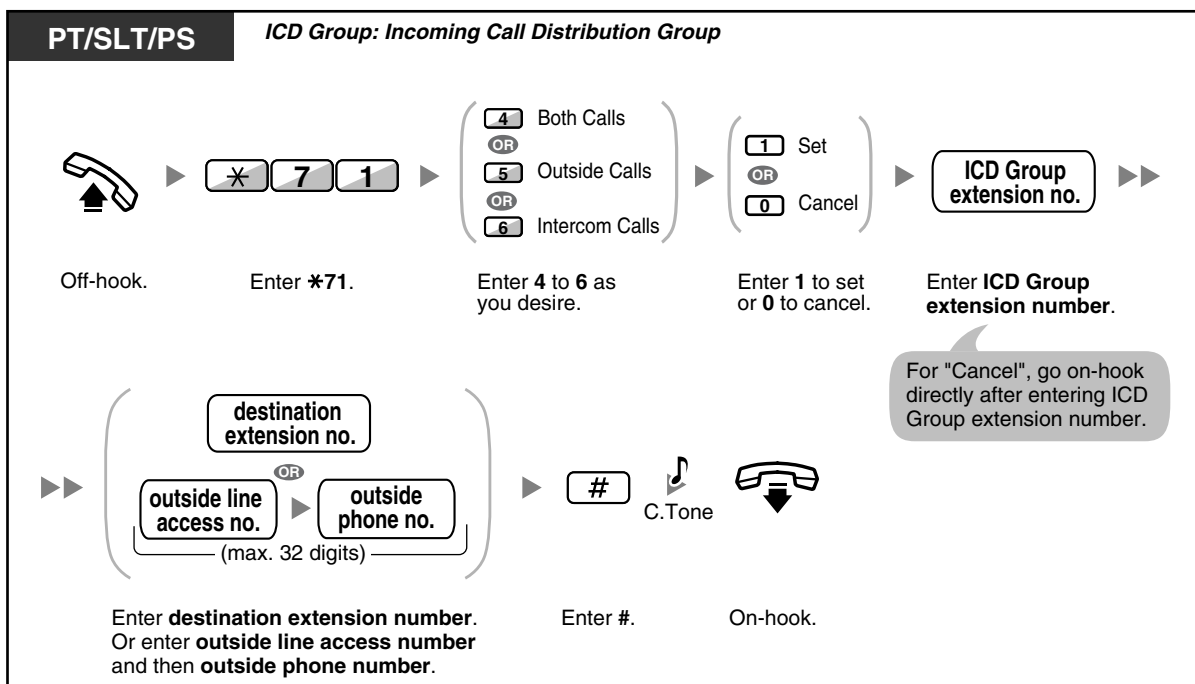 PT/SLT/PS
ICD Group: Incoming Call Distribution Group
4 Both Calls
OR
5 Outside Calls
OR
6 Intercom Calls
1 Set
OR
0 Cancel
ICD Group
extension no.
✳ 7 1
Off-hook.
Enter ✳71.
Enter 4 to 6 as
you desire.
Enter 1 to set
or 0 to cancel.
Enter ICD Group
extension number.
For "Cancel", go on-hook
directly after entering ICD
Group extension number.
destination
extension no.
OR
outside line
access no.
outside
phone no.
(max. 32 digits)
#
C.Tone
Enter destination extension number.
Or enter outside line access number
and then outside phone number.
Enter #.
On-hook.